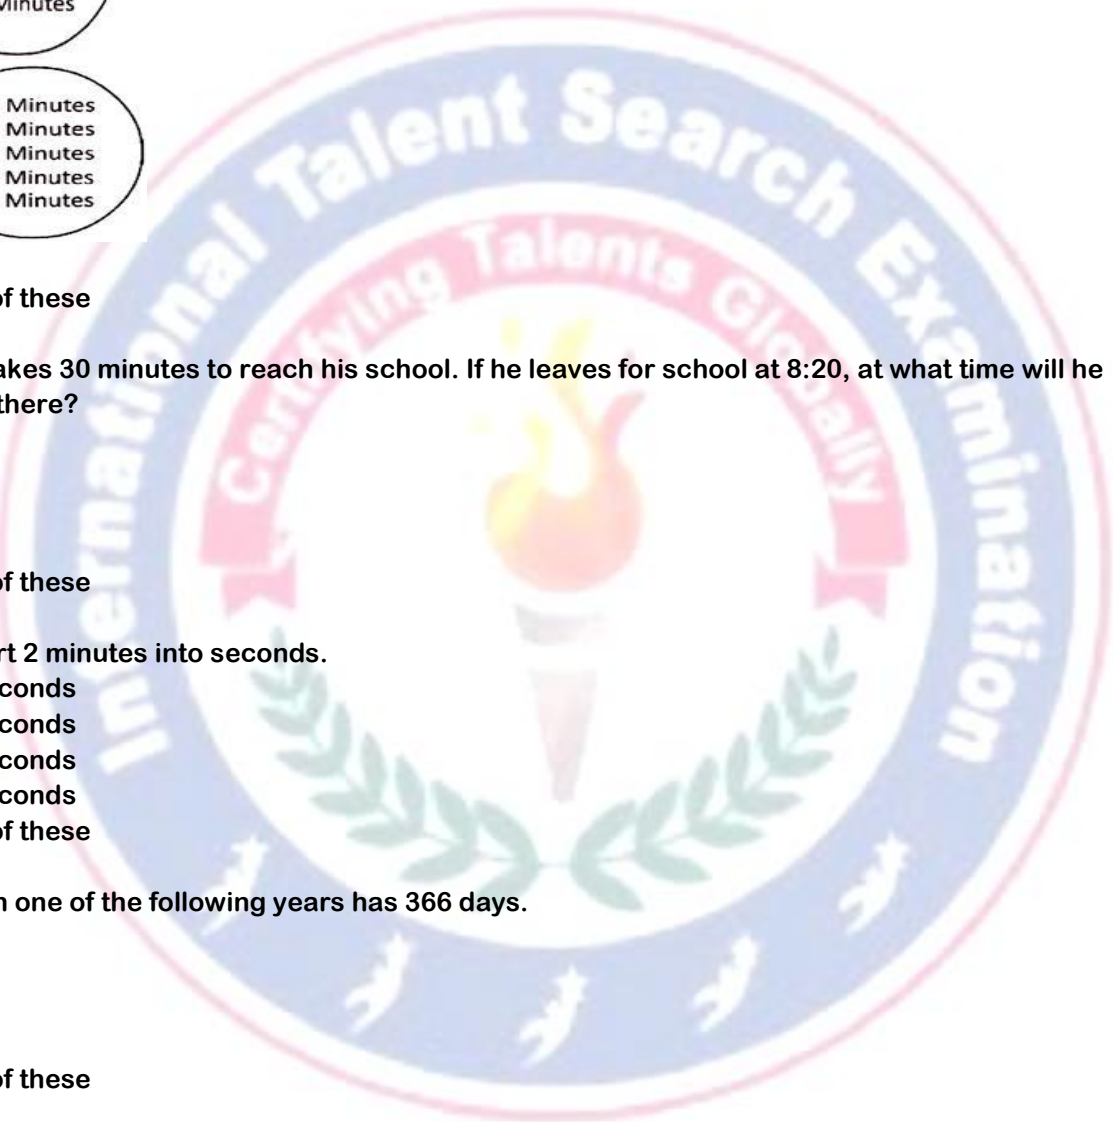 Minutes
Minutes
Minutes
Minutes
Minutes
Minutes
of these
akes 30 minutes to reach his school. If he leaves for school at 8:20, at what time will he
there?
of these
rt 2 minutes into seconds.
conds
conds
conds
conds
of these
n one of the following years has 366 days.
of these
International Talent Search Examination
Certifying Talents Globally